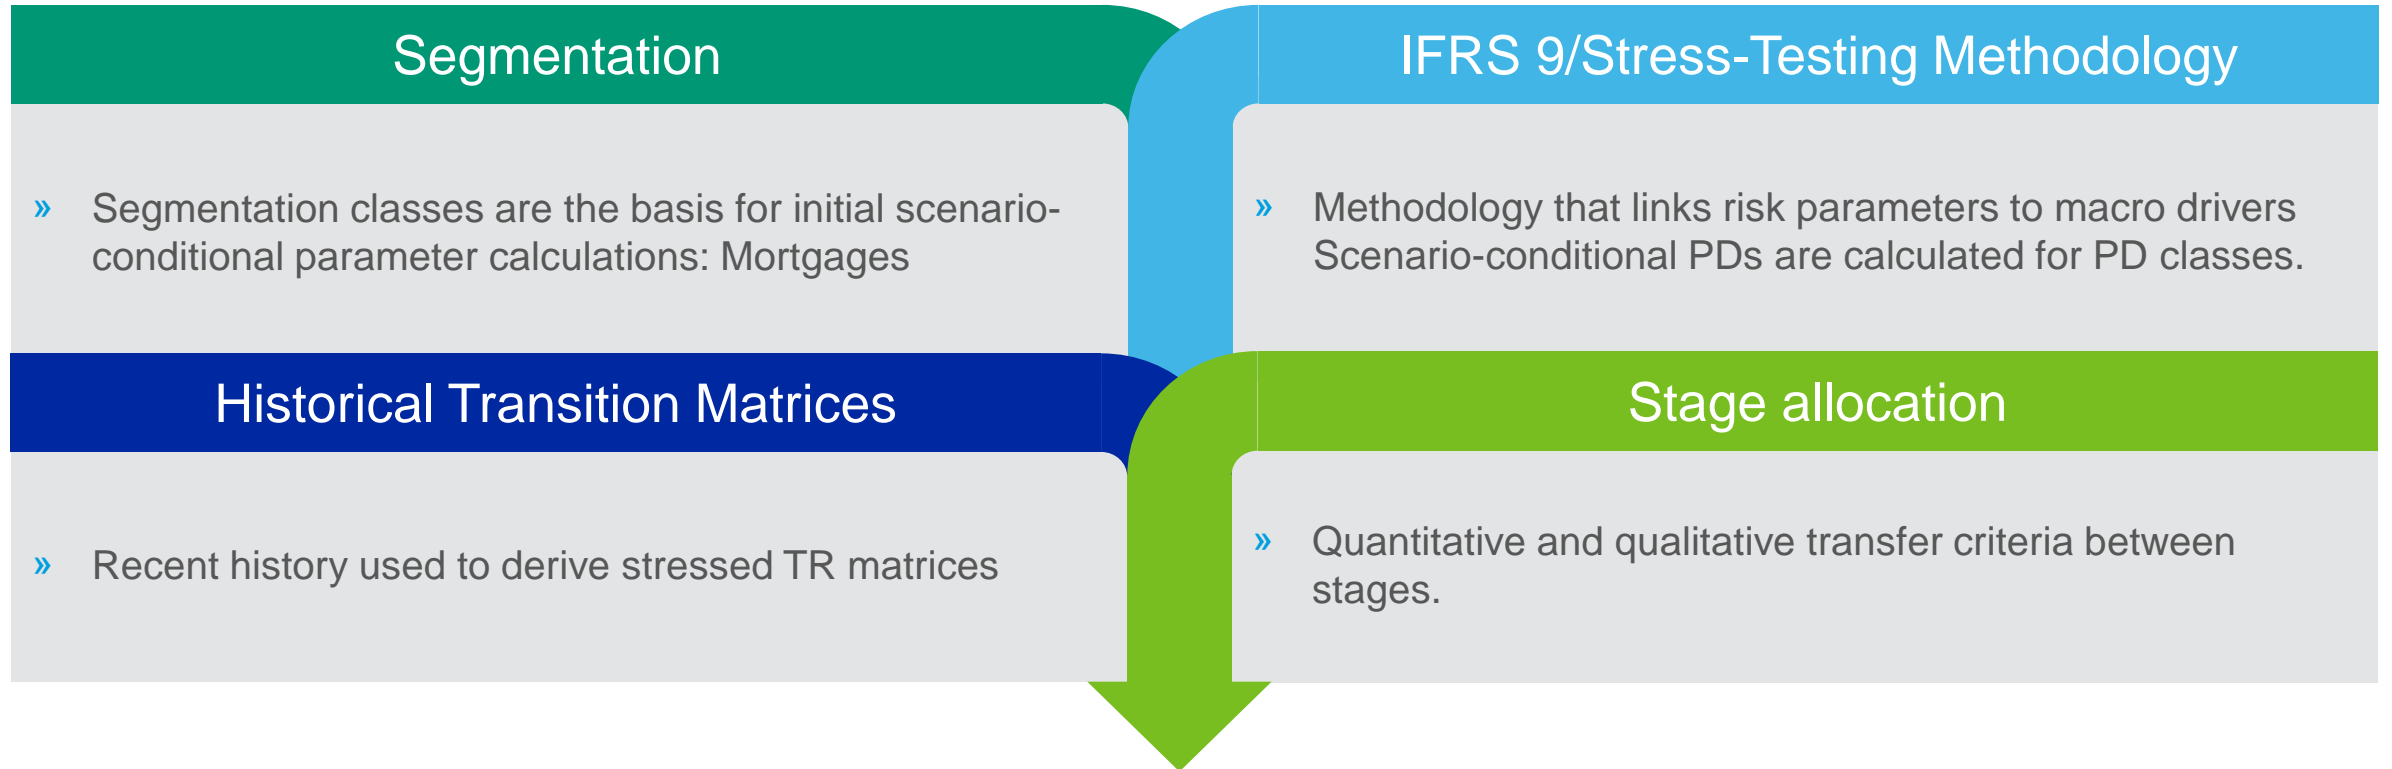 Segmentation
» Segmentation classes are the basis for initial scenario-
conditional parameter calculations: Mortgages
IFRS 9/Stress-Testing Methodology
» Methodology that links risk parameters to macro drivers
Scenario-conditional PDs are calculated for PD classes.
Historical Transition Matrices
» Recent history used to derive stressed TR matrices
Stage allocation
» Quantitative and qualitative transfer criteria between
stages.